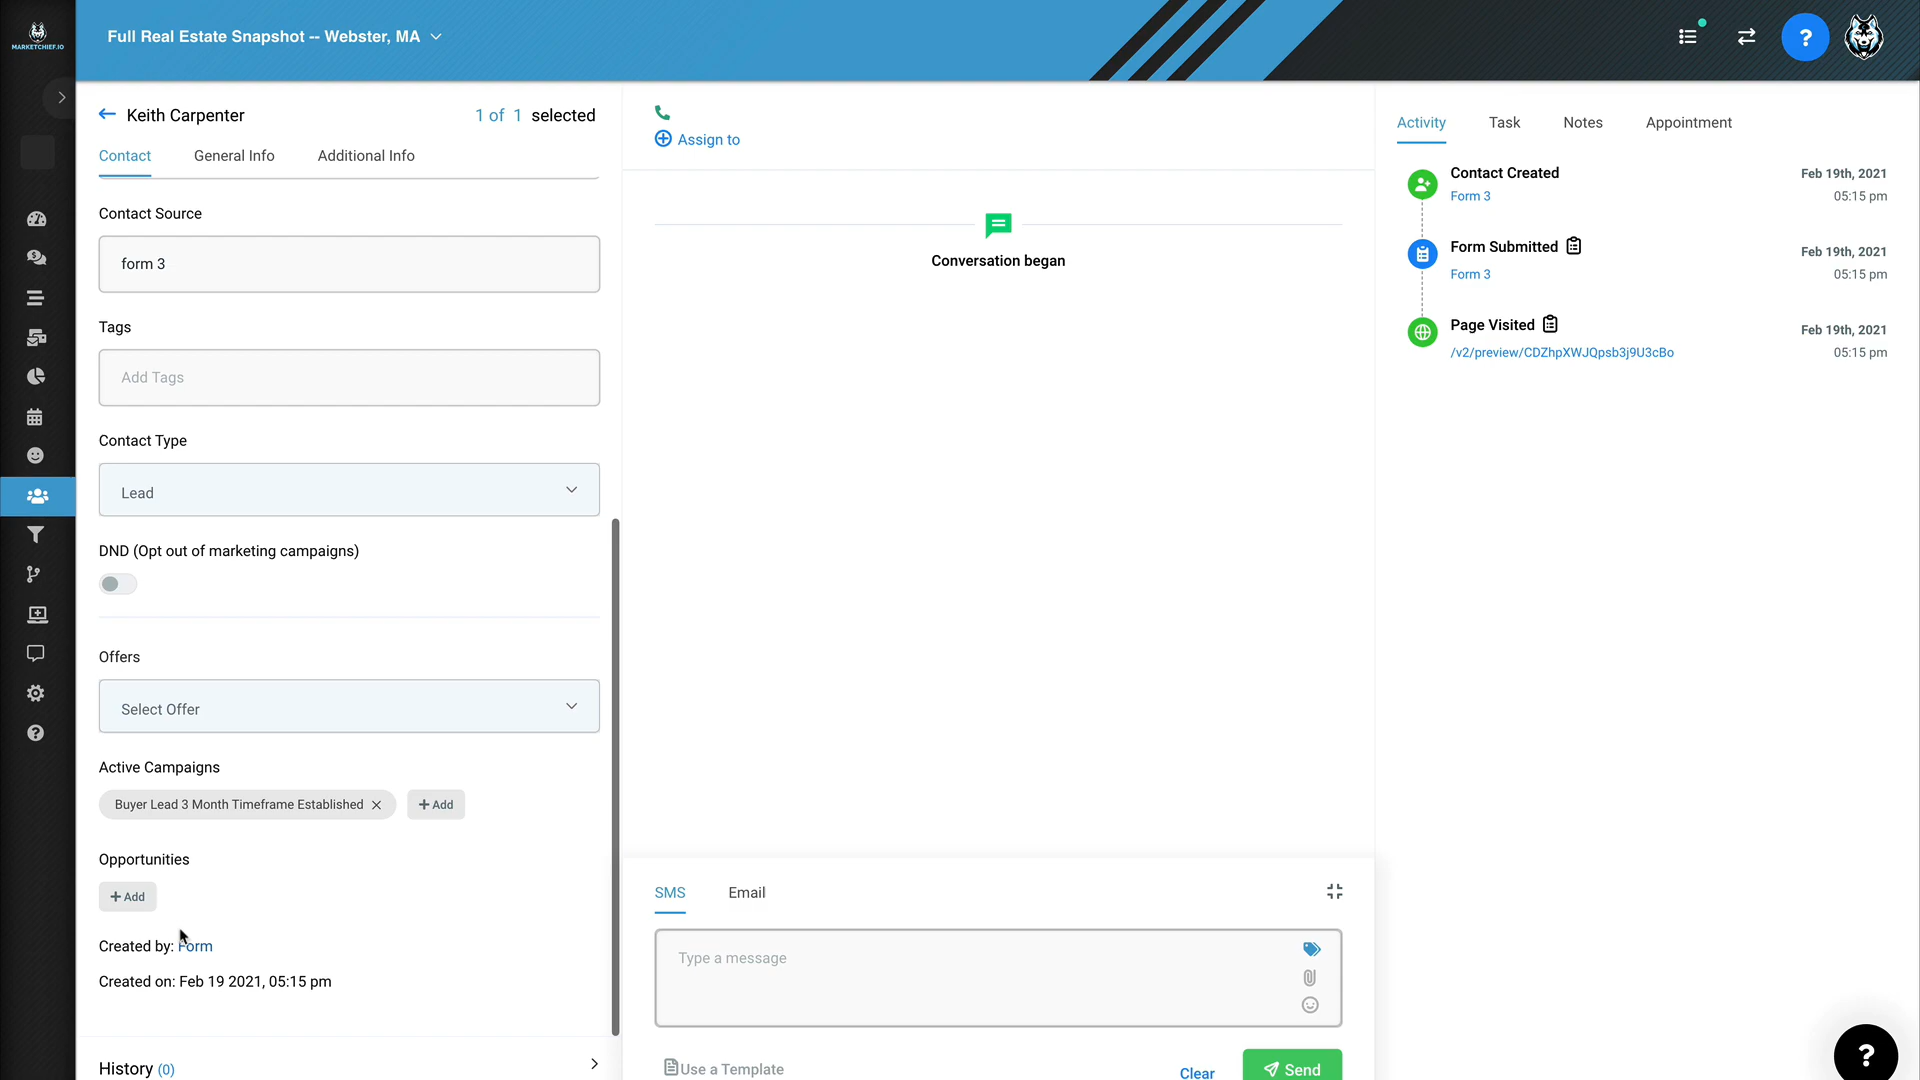 MARKETCHIEF.IO
Full Real Estate Snapshot -- Webster, MA
?
Keith Carpenter
1 of 1 selected
Contact
General Info
Additional Info
Contact Source
form 3
Tags
Add Tags
Contact Type
Lead
DND (Opt out of marketing campaigns)
Offers
Select Offer
Active Campaigns
Buyer Lead 3 Month Timeframe Established
+ Add
Opportunities
+ Add
Created by: Form
Created on: Feb 19 2021, 05:15 pm
History (0)
Assign to
Conversation began
SMS
Email
Type a message
Use a Template
Clear
Send
Activity
Task
Notes
Appointment
Contact Created
Feb 19th, 2021
Form 3
05:15 pm
Form Submitted
Feb 19th, 2021
Form 3
05:15 pm
Page Visited
Feb 19th, 2021
/v2/preview/CDZhpXWJQpsb3j9U3cBo
05:15 pm
?